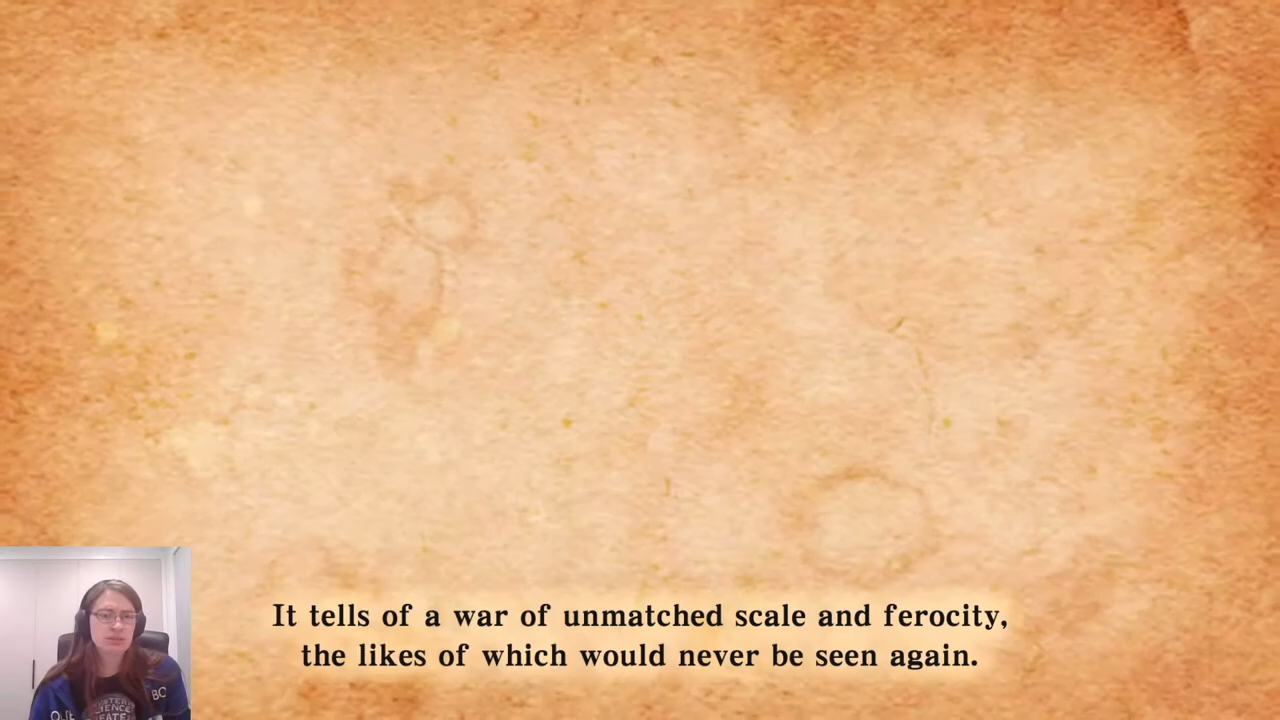 It tells of a war of unmatched scale and ferocity,
the likes of which would never be seen again.